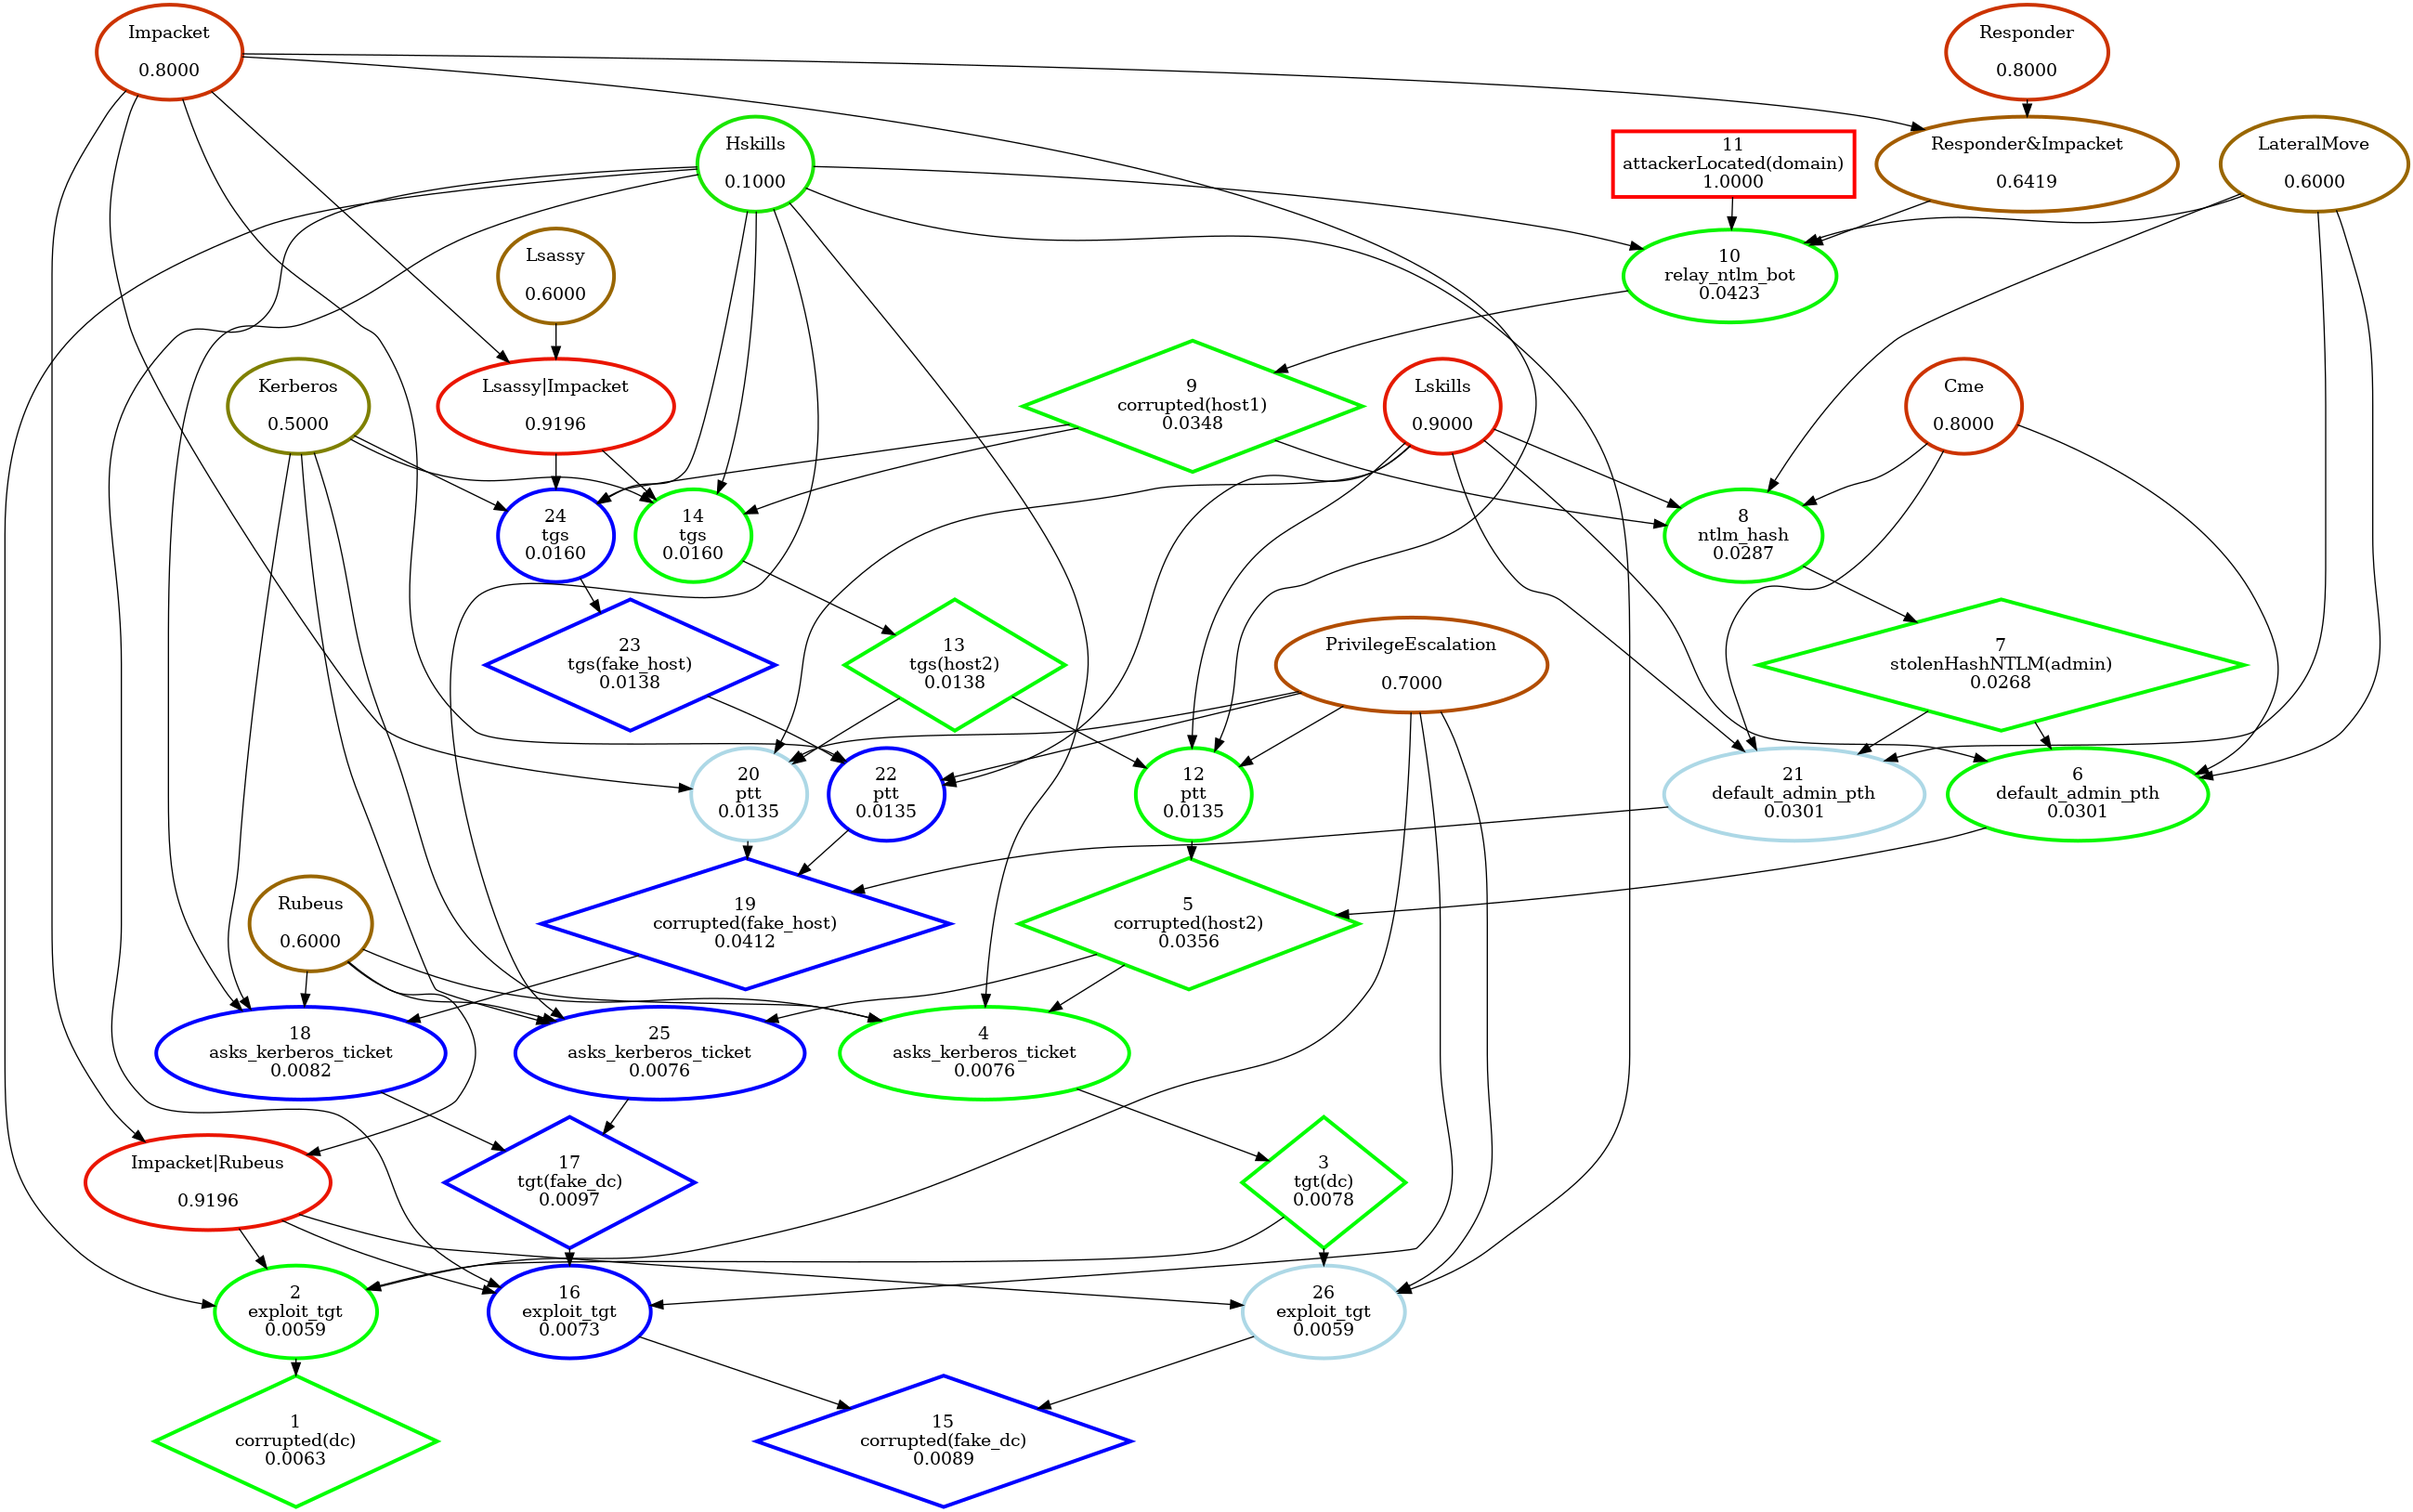 Impacket
0.8000
Responder
0.8000
Hskills
0.1000
11
attackerLocated(domain)
1.0000
Responder&Impacket
0.6419
LateralMove
0.6000
Lsassy
0.6000
10
relay_ntlm_bot
0.0423
Kerberos
0.5000
Lsassy|Impacket
0.9196
9
corrupted(host1)
0.0348
Lskills
0.9000
Cme
0.8000
24
tgs
0.0160
14
tgs
0.0160
8
ntlm_hash
0.0287
23
tgs(fake_host)
0.0138
13
tgs(host2)
0.0138
PrivilegeEscalation
0.7000
7
stolenHashNTLM(admin)
0.0268
20
ptt
0.0135
22
ptt
0.0135
12
ptt
0.0135
21
default_admin_pth
0.0301
6
default_admin_pth
0.0301
Rubeus
0.6000
19
corrupted(fake_host)
0.0412
5
corrupted(host2)
0.0356
18
asks_kerberos_ticket
0.0082
25
asks_kerberos_ticket
0.0076
4
asks_kerberos_ticket
0.0076
Impacket|Rubeus
0.9196
17
tgt(fake_dc)
0.0097
3
tgt(dc)
0.0078
2
exploit_tgt
0.0059
16
exploit_tgt
0.0073
26
exploit_tgt
0.0059
1
corrupted(dc)
0.0063
15
corrupted(fake_dc)
0.0089